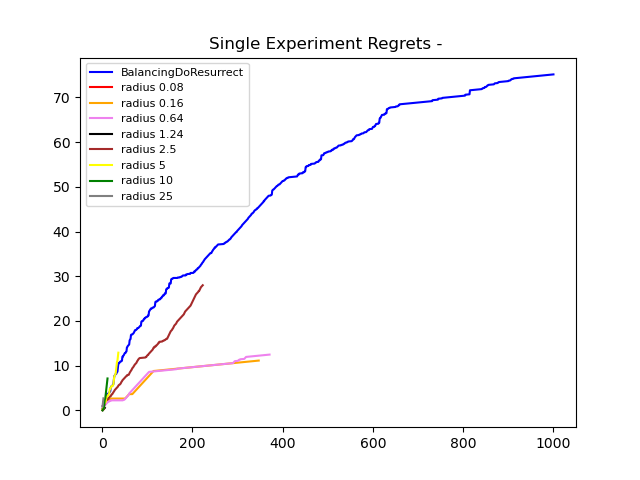 Single Experiment Regrets -
BalancingDoResurrect
radius 0.08
radius 0.16
radius 0.64
radius 1.24
radius 2.5
radius 5
radius 10
radius 25
70
60
50
40
30
20
10
0
0 200 400 600 800 1000